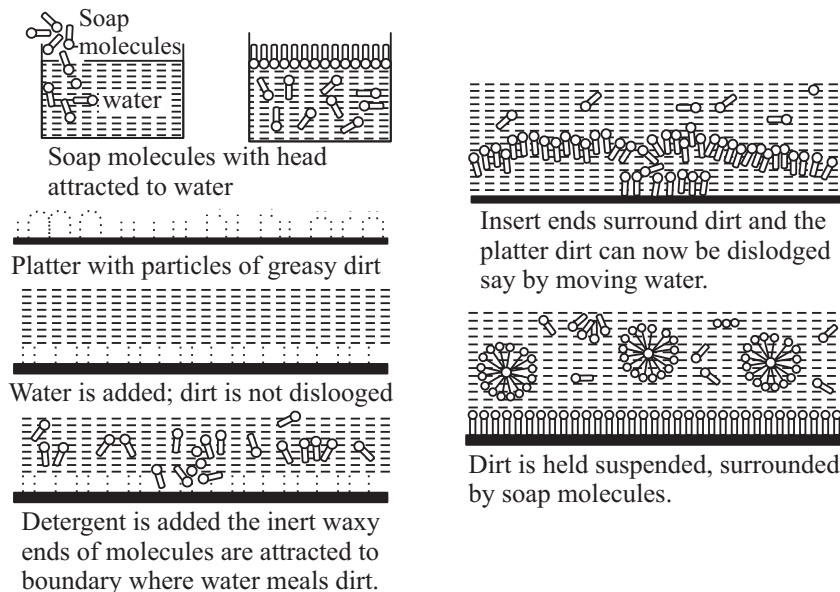 Soap
molecules
water
Soap molecules with head
attracted to water
Platter with particles of greasy dirt
Water is added; dirt is not dislooged
Detergent is added the inert waxy
ends of molecules are attracted to
boundary where water meals dirt.
Insert ends surround dirt and the
platter dirt can now be dislodged
say by moving water.
Dirt is held suspended, surrounded
by soap molecules.